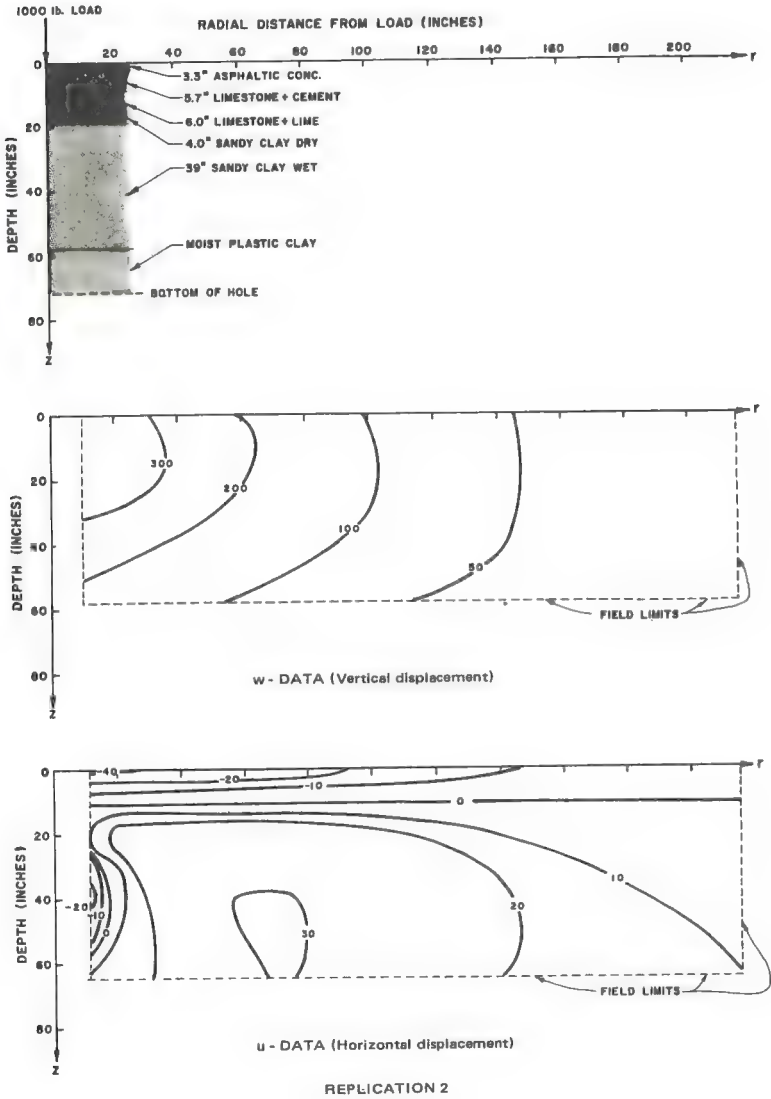 1000 lb. LOAD
RADIAL DISTANCE FROM LOAD (INCHES)
20 40 60 80 100 120 140 160 180 200
r
0
20
40
60
80
DEPTH (INCHES)
z
3.3" ASPHALTIC CONC.
5.7" LIMESTONE + CEMENT
6.0" LIMESTONE + LIME
4.0" SANDY CLAY DRY
39" SANDY CLAY WET
MOIST PLASTIC CLAY
BOTTOM OF HOLE
0
20
40
60
80
DEPTH (INCHES)
z
r
300
200
100
50
FIELD LIMITS
w - DATA (Vertical displacement)
0
20
40
60
80
DEPTH (INCHES)
z
r
-40
-20
-10
0
10
20
30
-20
-10
0
FIELD LIMITS
u - DATA (Horizontal displacement)
REPLICATION 2